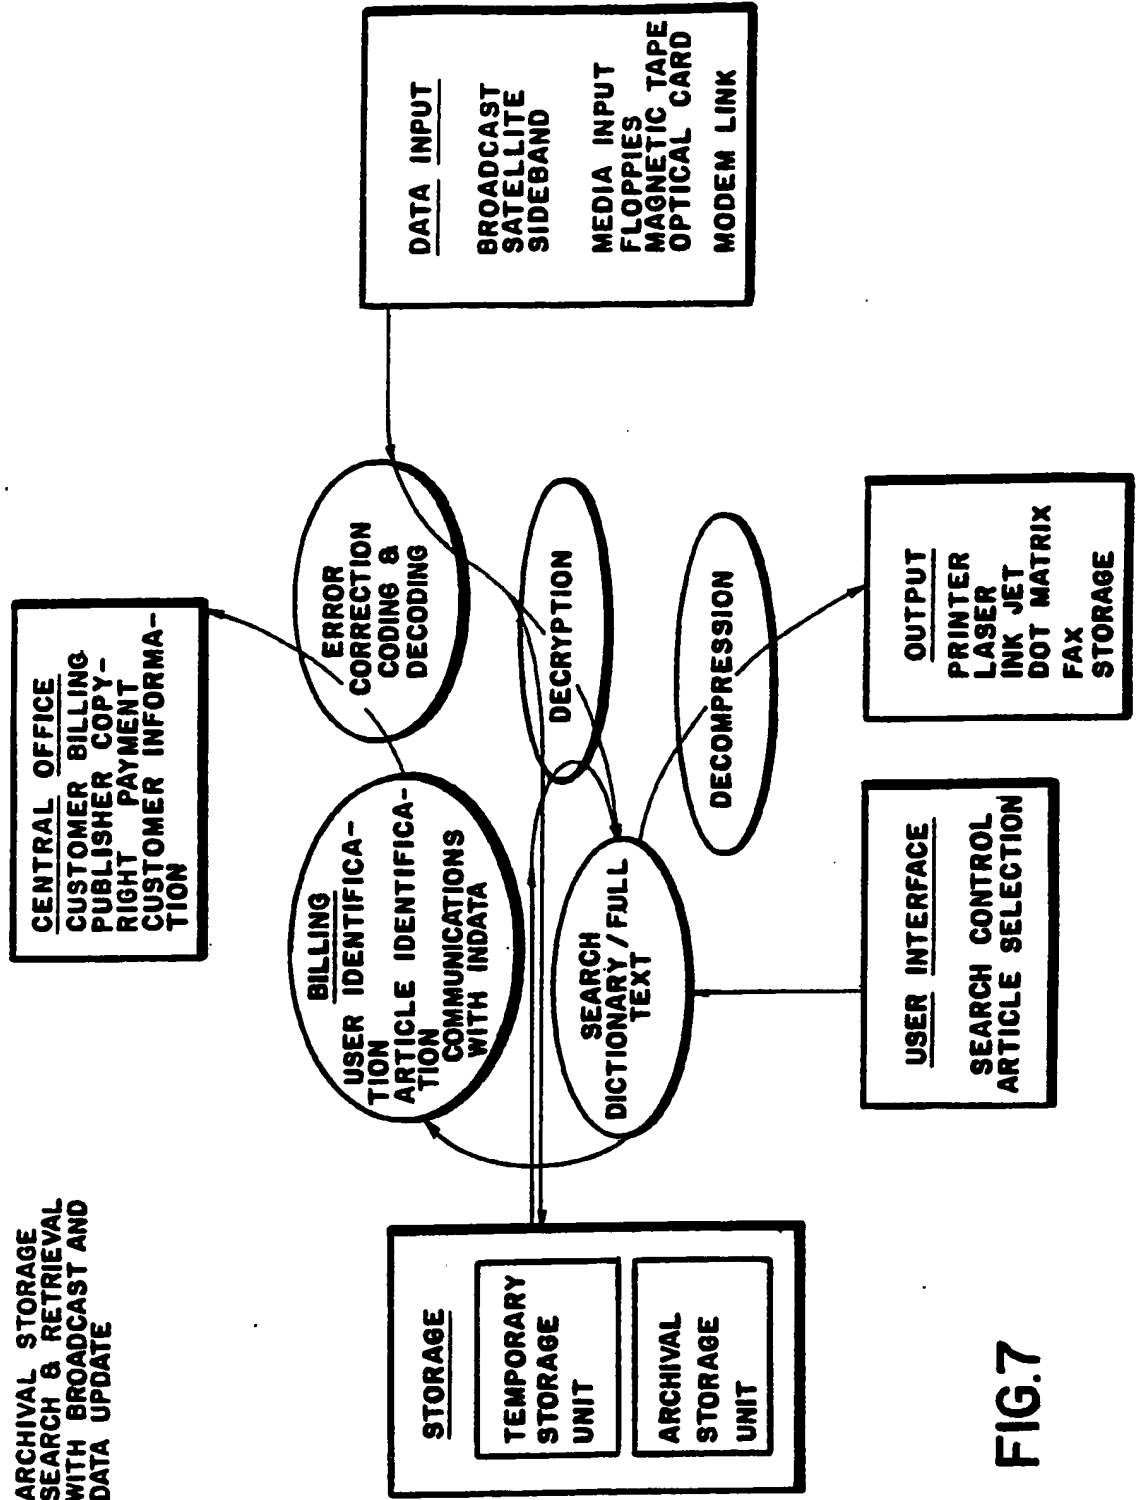 ARCHIVAL STORAGE
SEARCH & RETRIEVAL
WITH BROADCAST AND
DATA UPDATE
CENTRAL OFFICE
CUSTOMER BILLING
PUBLISHER COPY-
RIGHT PAYMENT
CUSTOMER INFORMA-
TION
STORAGE
TEMPORARY
STORAGE
UNIT
ARCHIVAL
STORAGE
UNIT
BILLING
USER IDENTIFICA-
TION
ARTICLE IDENTIFICA-
TION
COMMUNICATIONS
WITH INDATA
ERROR
CORRECTION
CODING &
DECODING
DATA INPUT
BROADCAST
SATELLITE
SIDEBAND
MEDIA INPUT
FLOPPIES
MAGNETIC TAPE
OPTICAL CARD
MODEM LINK
DECRYPTION
SEARCH
DICTIONARY/FULL
TEXT
DECOMPRESSION
USER INTERFACE
SEARCH CONTROL
ARTICLE SELECTION
OUTPUT
PRINTER
LASER
INK JET
DOT MATRIX
FAX
STORAGE
FIG.7